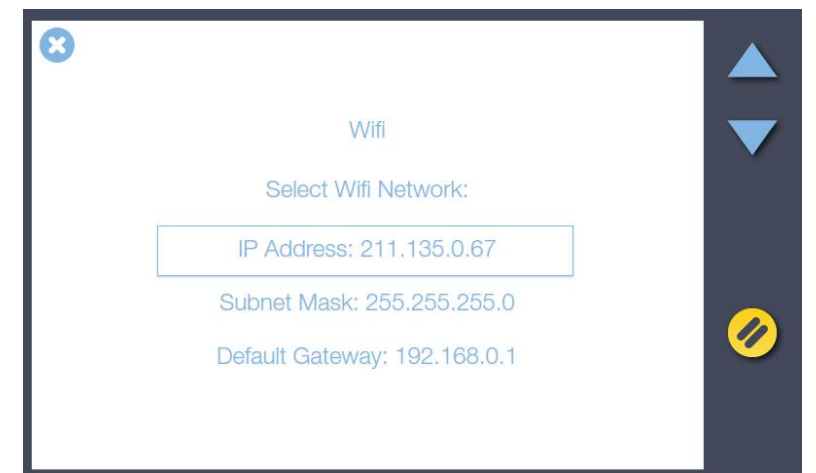 Wifi
Select Wifi Network:
IP Address: 211.135.0.67
Subnet Mask: 255.255.255.0
Default Gateway: 192.168.0.1